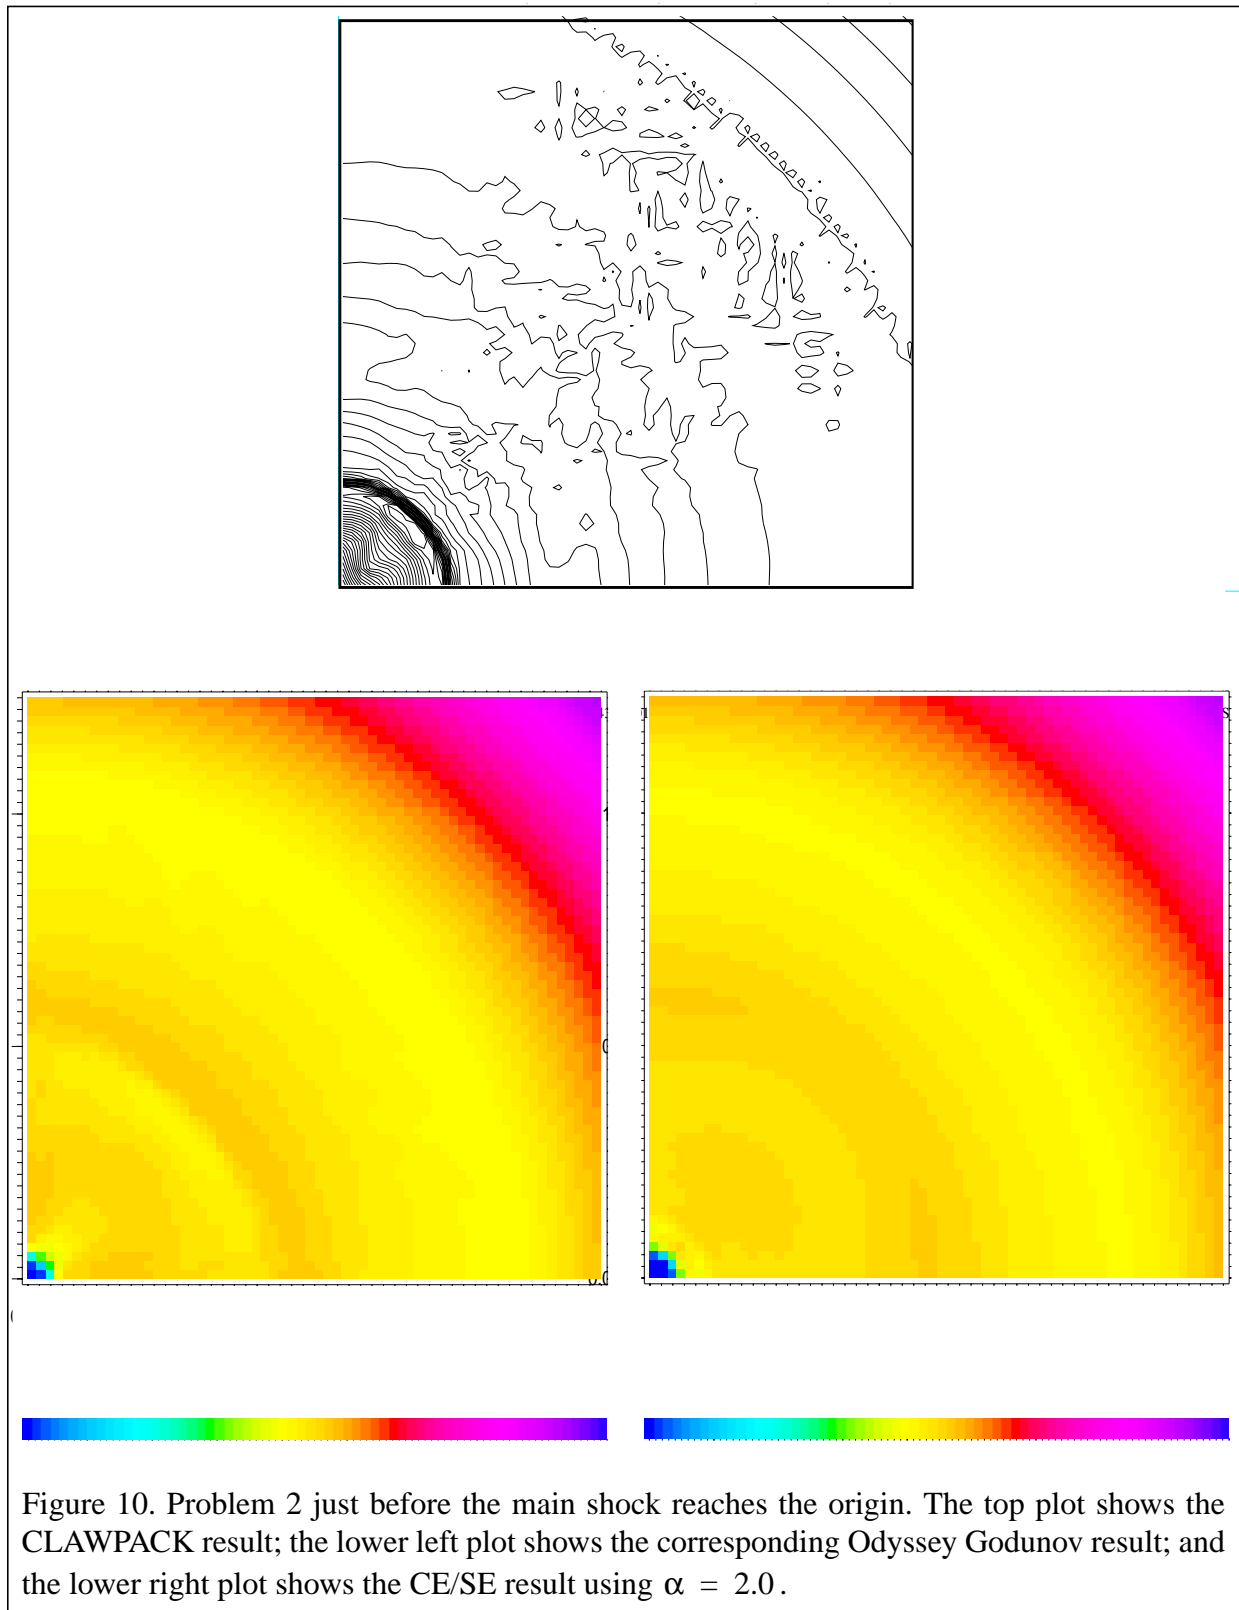 Figure 10. Problem 2 just before the main shock reaches the origin. The top plot shows the
CLAWPACK result; the lower left plot shows the corresponding Odyssey Godunov result; and
the lower right plot shows the CE/SE result using α = 2.0.